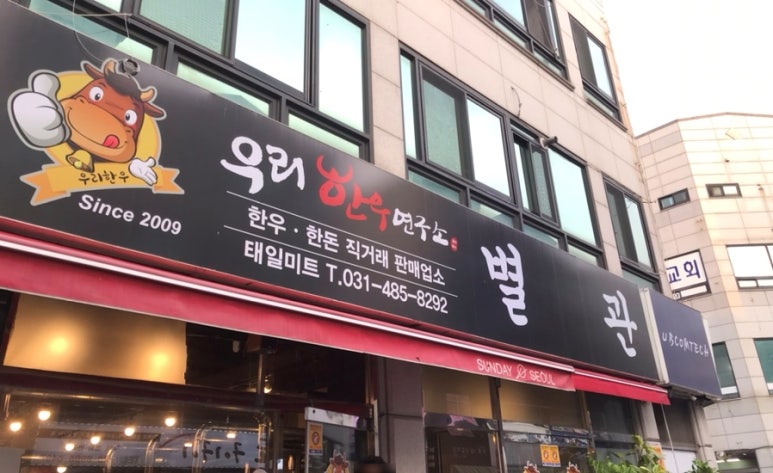 우리한우
Since 2009
우리 한우 연구소
한우 · 한돈 직거래 판매업소
태일미트 T.031-485-8292
별관
SUNDAY SEOUL
UBCOMTECH
교회